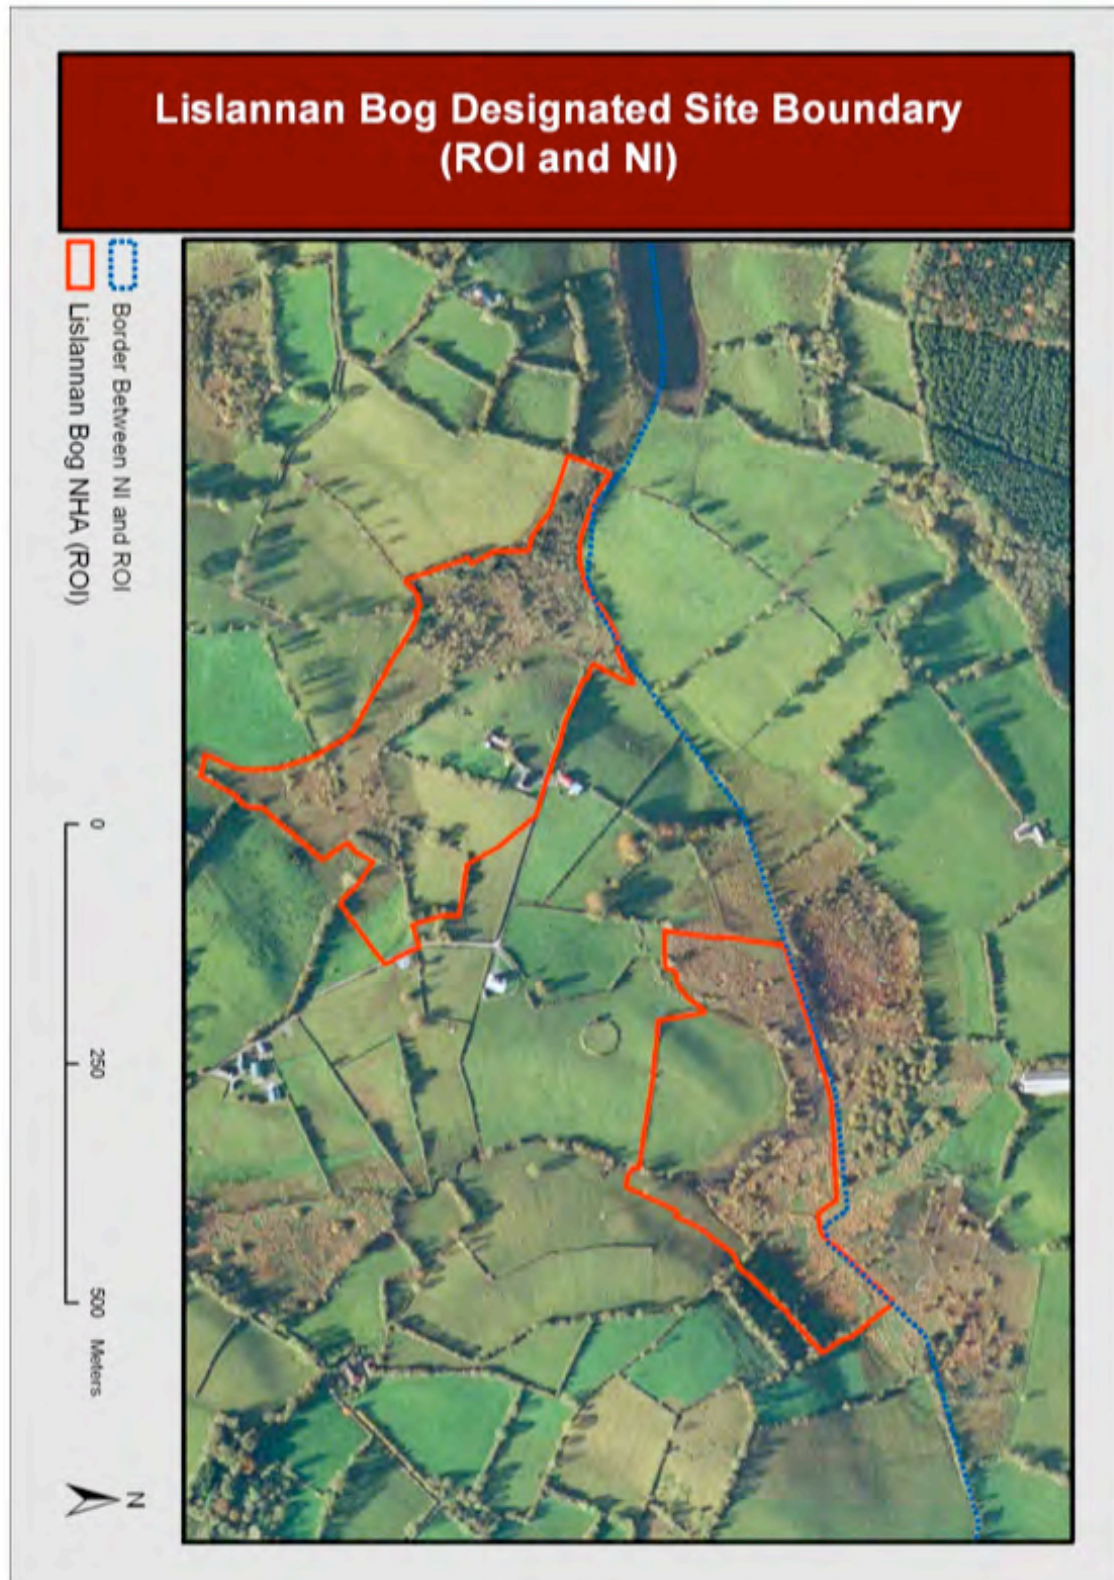 Lislannan Bog Designated Site Boundary
(ROI and NI)
Border Between NI and ROI
Lislannan Bog NHA (ROI)
0 250 500 Meters
N